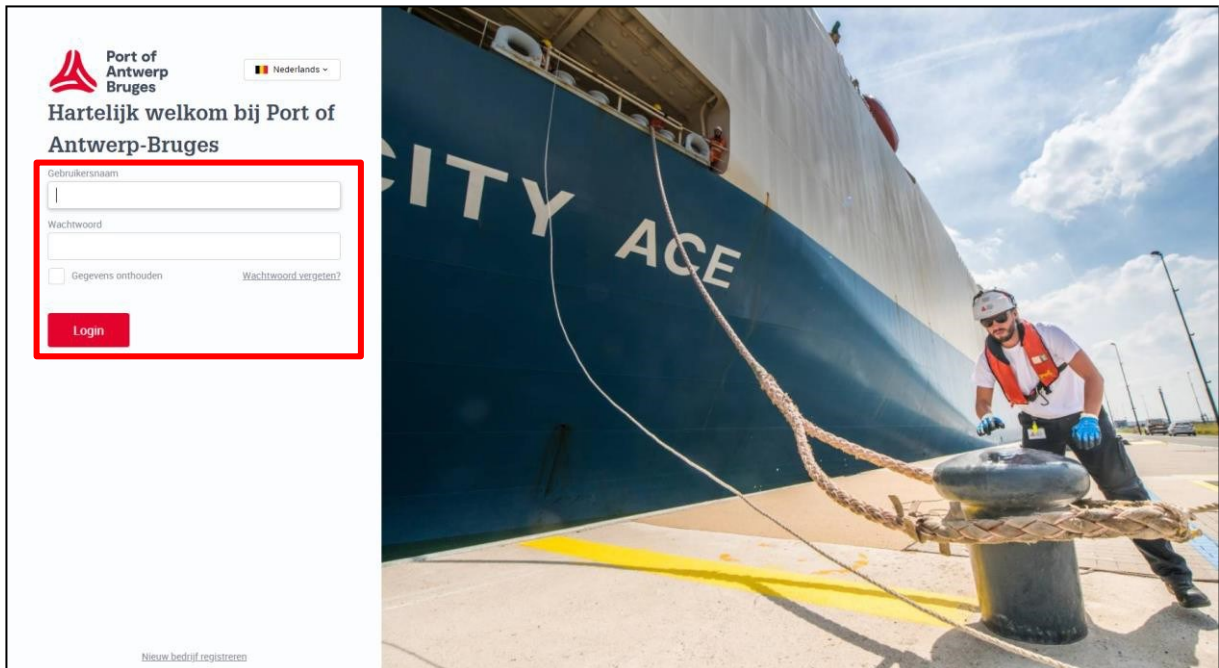 Port of
Antwerp
Bruges
Nederlands
Hartelijk welkom bij Port of
Antwerp-Bruges
Gebruikersnaam
Wachtwoord
Gegevens onthouden
Wachtwoord vergeten?
Login
Nieuw bedrijf registreren
CITY ACE